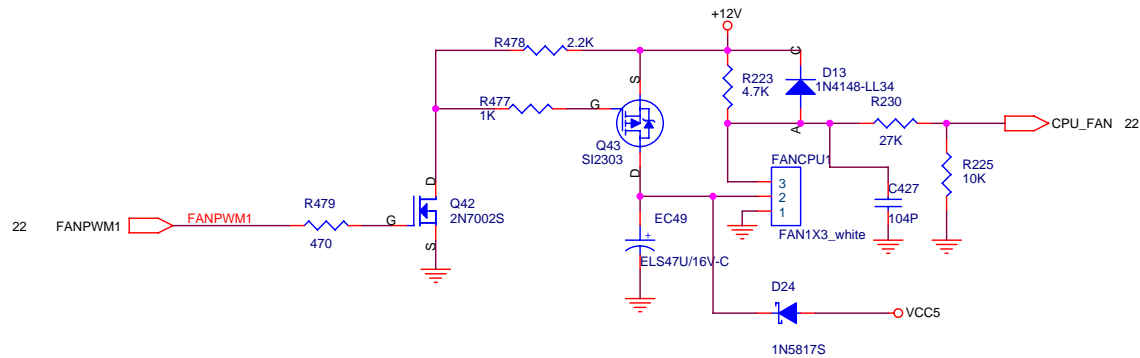 +12V
R478
2.2K
S
C
R223
4.7K
D13
1N4148-LL34
R477
1K
G
R230
27K
CPU_FAN 22
Q43
SI2303
A
FANCPU1
R225
10K
D
3
2
1
D
Q42
2N7002S
C427
104P
R479
G
EC49
+
22 FANPWM1
FANPWM1
470
S
FAN1X3_white
ELS47U/16V-C
D24
VCC5
1N5817S